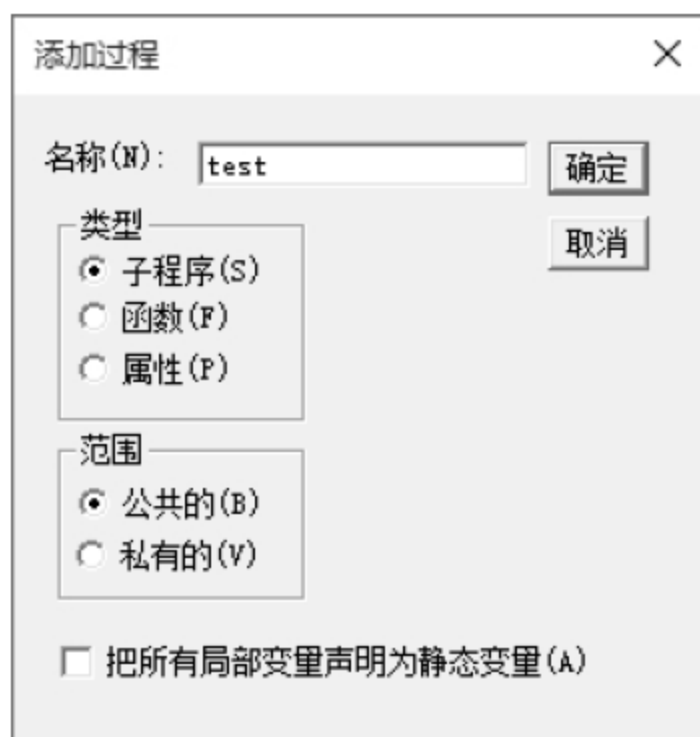 添加过程
名称(N): test 确定
取消
类型
子程序(S)
函数(F)
属性(P)
范围
公共的(B)
私有的(V)
把所有局部变量声明为静态变量(A)